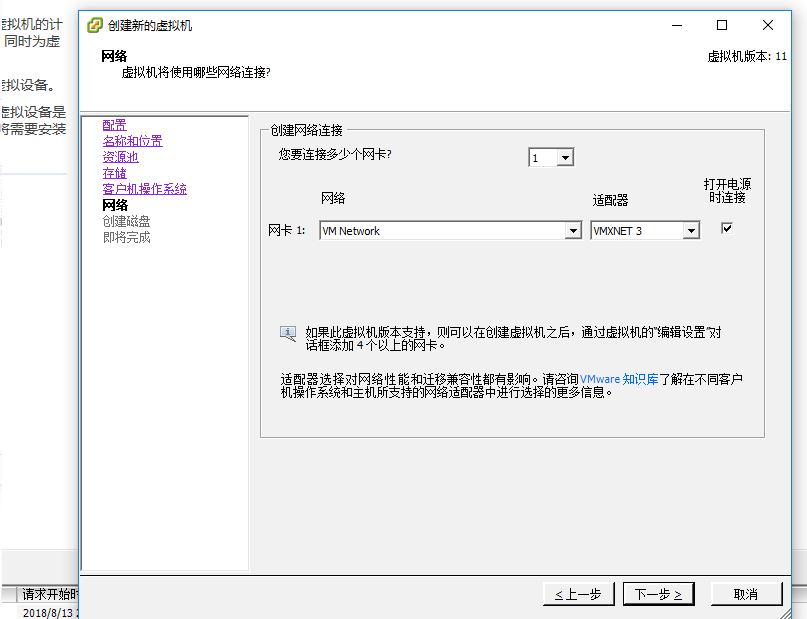 创建新的虚拟机
网络
虚拟机将使用哪些网络连接?
虚拟机版本: 11
拟机的计
同时为虚
拟设备。
虚拟设备是
将需要安装
配置
名称和位置
资源池
存储
客户机操作系统
网络
创建磁盘
即将完成
创建网络连接
您要连接多少个网卡?
1
网络
适配器
打开电源
时连接
网卡 1:
VM Network
VMXNET 3
如果此虚拟机版本支持，则可以在创建虚拟机之后，通过虚拟机的"编辑设置"对
话框添加 4 个以上的网卡。
适配器选择对网络性能和迁移兼容性都有影响。请咨询VMware 知识库了解在不同客户
机操作系统和主机所支持的网络适配器中进行选择的更多信息。
请求开始时
2018/8/13 2
< 上一步
下一步 >
取消